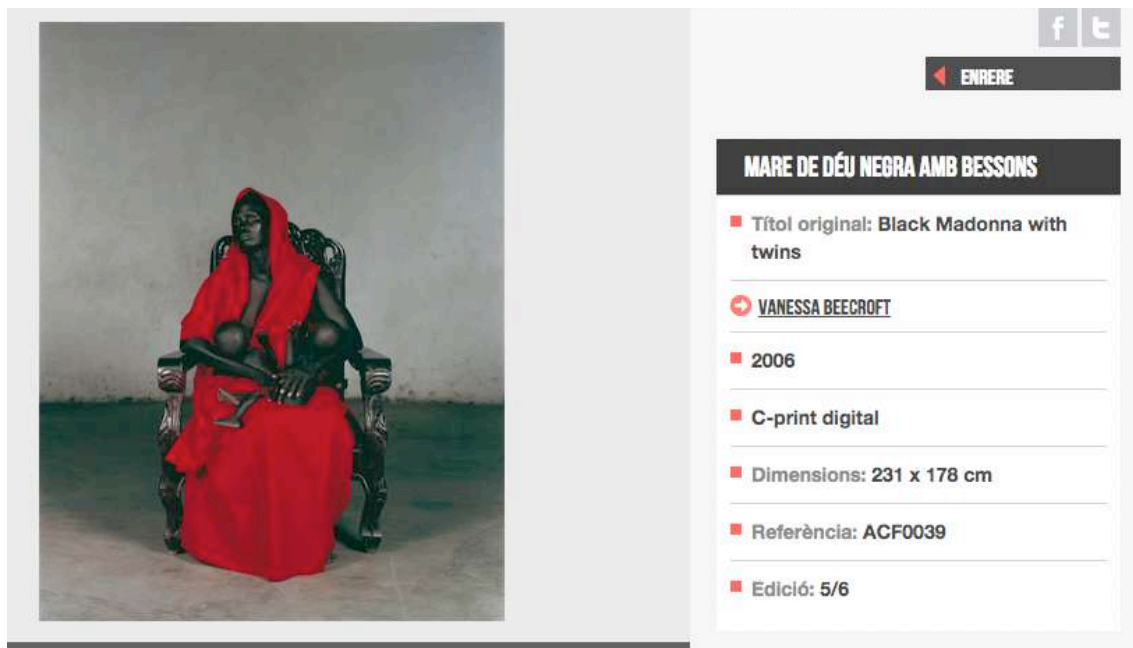 f t
ENRERE
MARE DE DÉU NEGRA AMB BESSONS
Títol original: Black Madonna with
twins
VANESSA BEECROFT
2006
C-print digital
Dimensions: 231 x 178 cm
Referència: ACF0039
Edició: 5/6